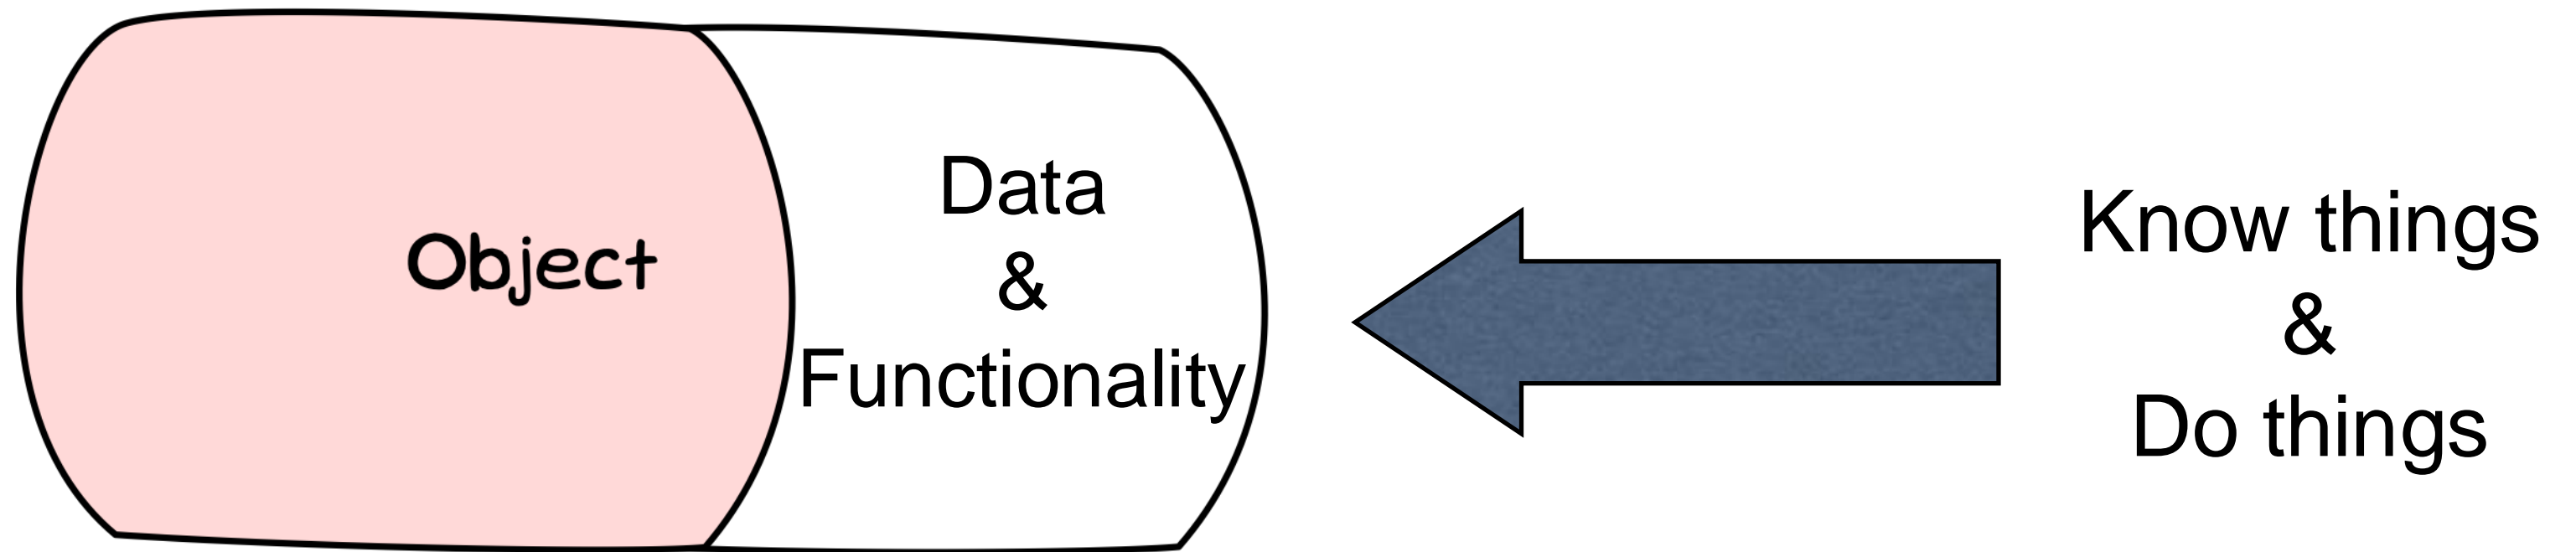 Object
Data
&
Functionality
Know things
&
Do things